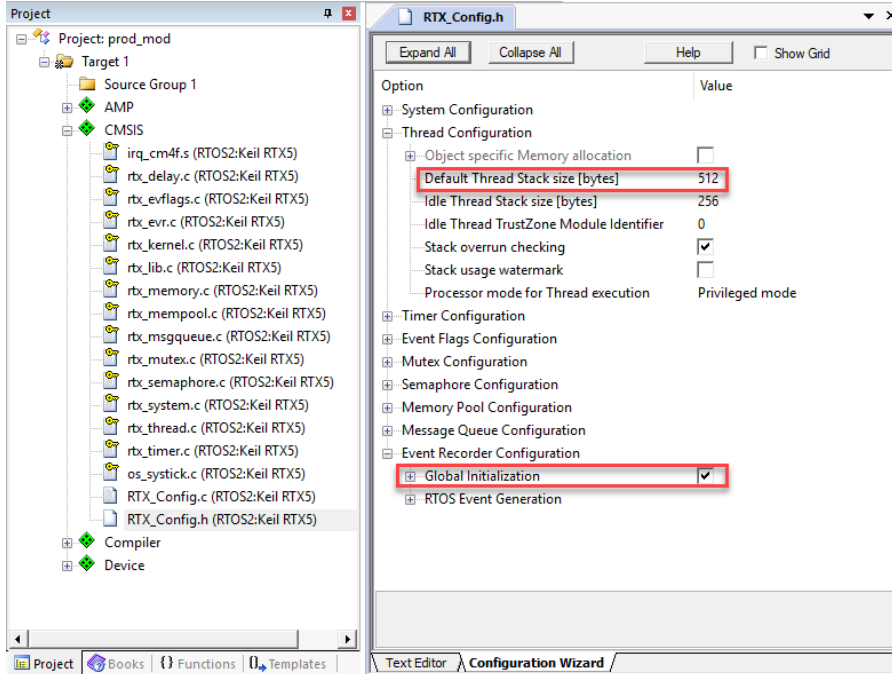 Project
Project: prod_mod
Target 1
Source Group 1
AMP
CMSIS
irq_cm4f.s (RTOS2:Keil RTX5)
rtx_delay.c (RTOS2:Keil RTX5)
rtx_evflags.c (RTOS2:Keil RTX5)
rtx_evr.c (RTOS2:Keil RTX5)
rtx_kernel.c (RTOS2:Keil RTX5)
rtx_lib.c (RTOS2:Keil RTX5)
rtx_memory.c (RTOS2:Keil RTX5)
rtx_mempool.c (RTOS2:Keil RTX5)
rtx_msgqueue.c (RTOS2:Keil RTX5)
rtx_mutex.c (RTOS2:Keil RTX5)
rtx_semaphore.c (RTOS2:Keil RTX5)
rtx_system.c (RTOS2:Keil RTX5)
rtx_thread.c (RTOS2:Keil RTX5)
rtx_timer.c (RTOS2:Keil RTX5)
os_systick.c (RTOS2:Keil RTX5)
RTX_Config.c (RTOS2:Keil RTX5)
RTX_Config.h (RTOS2:Keil RTX5)
Compiler
Device
Project Books {} Functions 0 Templates
RTX_Config.h
Expand All Collapse All Help Show Grid
Option Value
System Configuration
Thread Configuration
Object specific Memory allocation
Default Thread Stack size [bytes] 512
Idle Thread Stack size [bytes] 256
Idle Thread TrustZone Module Identifier 0
Stack overrun checking
Stack usage watermark
Processor mode for Thread execution Privileged mode
Timer Configuration
Event Flags Configuration
Mutex Configuration
Semaphore Configuration
Memory Pool Configuration
Message Queue Configuration
Event Recorder Configuration
Global Initialization
RTOS Event Generation
Text Editor Configuration Wizard